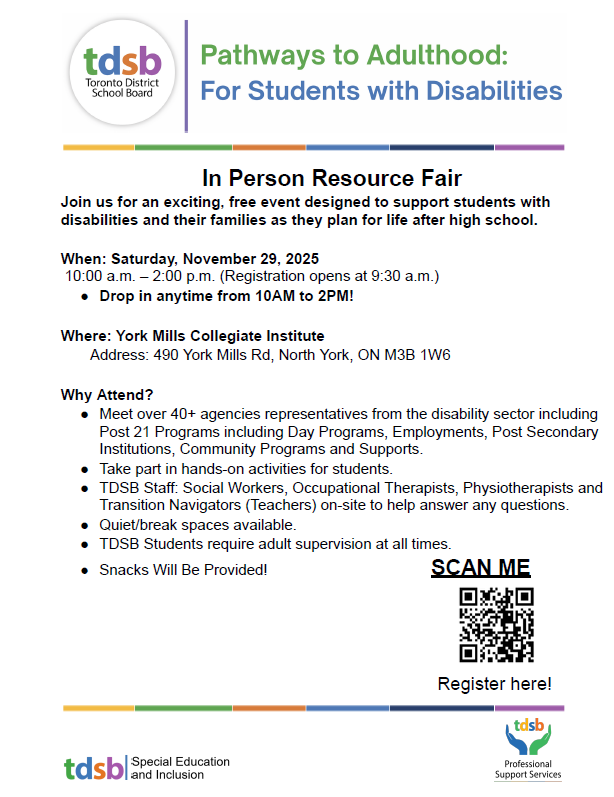 tdsb
Toronto District
School Board
Pathways to Adulthood:
For Students with Disabilities
In Person Resource Fair
Join us for an exciting, free event designed to support students with
disabilities and their families as they plan for life after high school.
When: Saturday, November 29, 2025
10:00 a.m. – 2:00 p.m. (Registration opens at 9:30 a.m.)
● Drop in anytime from 10AM to 2PM!
Where: York Mills Collegiate Institute
Address: 490 York Mills Rd, North York, ON M3B 1W6
Why Attend?
● Meet over 40+ agencies representatives from the disability sector including
Post 21 Programs including Day Programs, Employments, Post Secondary
Institutions, Community Programs and Supports.
● Take part in hands-on activities for students.
● TDSB Staff: Social Workers, Occupational Therapists, Physiotherapists and
Transition Navigators (Teachers) on-site to help answer any questions.
● Quiet/break spaces available.
● TDSB Students require adult supervision at all times.
● Snacks Will Be Provided!
SCAN ME
Register here!
tdsb
Special Education
and Inclusion
tdsb
Professional
Support Services